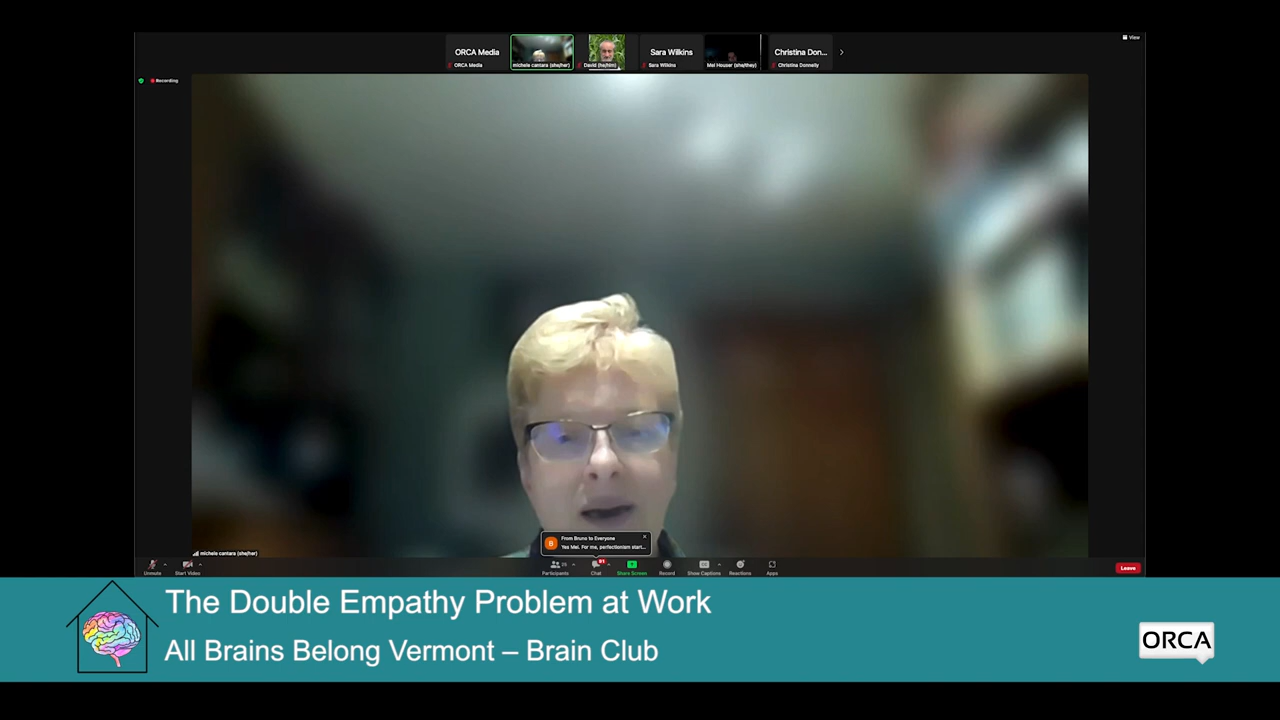 View
ORCA Media
Sara Wilkins
Christina Don...
ORCA Media
michele cantara (she/her)
David (he/him)
Sara Wilkins
Mel Houser (she/they)
Christina Donnelly
Recording
From Bruno to Everyone
B
Yes Mel. For me, perfectionism start...
michele cantara (she/her)
Unmute
Start Video
Participants
Chat
Share Screen
Record
Show Captions
Reactions
Apps
Leave
CC
The Double Empathy Problem at Work
All Brains Belong Vermont – Brain Club
ORCA